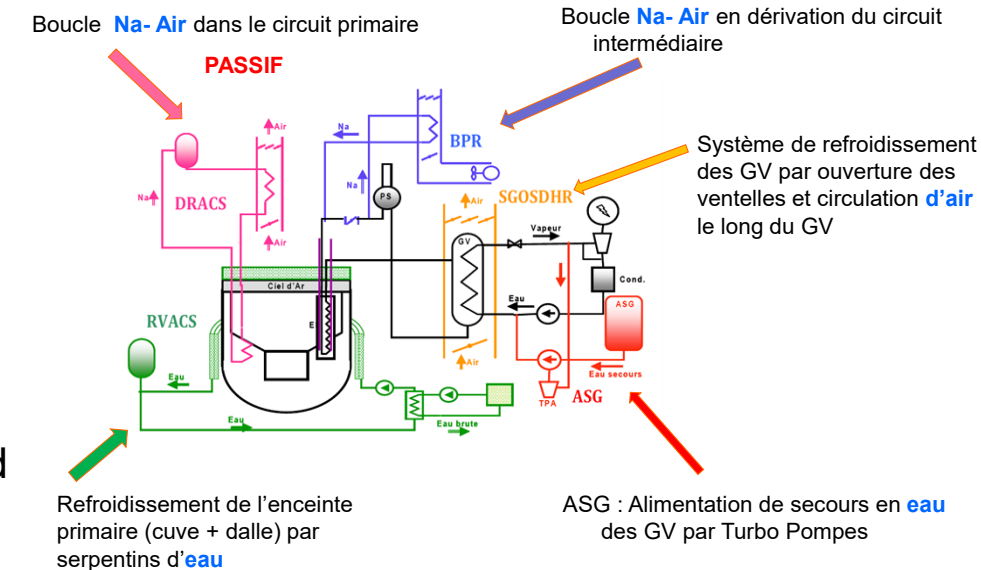 Boucle Na- Air dans le circuit primaire
PASSIF
Boucle Na- Air en dérivation du circuit
intermédiaire
Système de refroidissement
des GV par ouverture des
ventelles et circulation d'air
le long du GV
Air
Na
DRACS
Air
Na
Na
BPR
PS
SGOSDHR
Air
GV
Vapeur
Cond.
Eau
ASG
Air
Eau secours
TPA
ASG
Ciel d'Ar
E
RVACS
Eau
Eau
Eau brute
d
Refroidissement de l'enceinte
primaire (cuve + dalle) par
serpentins d'eau
ASG : Alimentation de secours en eau
des GV par Turbo Pompes